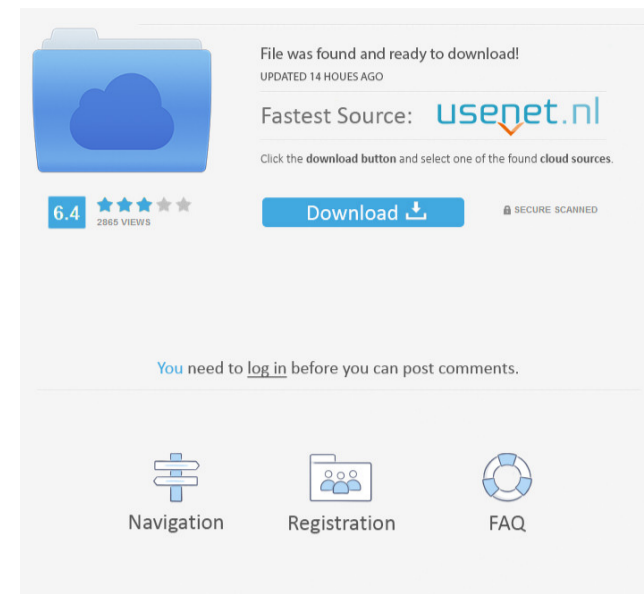 File was found and ready to download!
UPDATED 14 HOUES AGO
Fastest Source: usenet.nl
Click the download button and select one of the found cloud sources.
6.4
2865 VIEWS
Download
SECURE SCANNED
You need to log in before you can post comments.
Navigation
Registration
FAQ